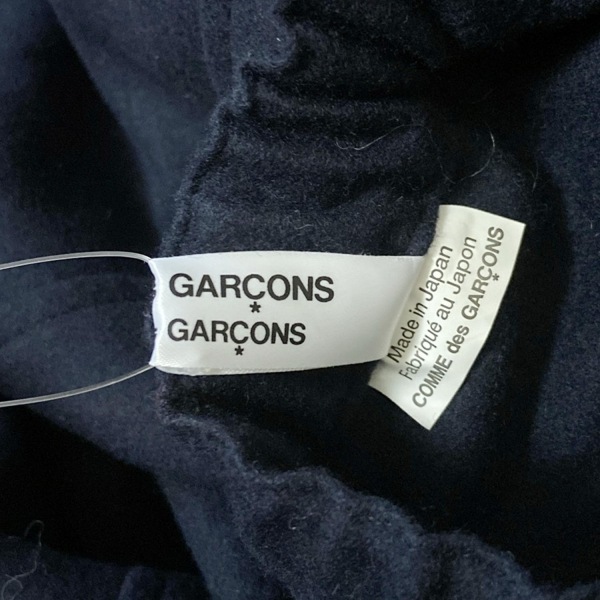 GARÇONS
*
GARÇONS
*
Made in Japan
Fabriqué au Japon
COMME des GARÇONS
*